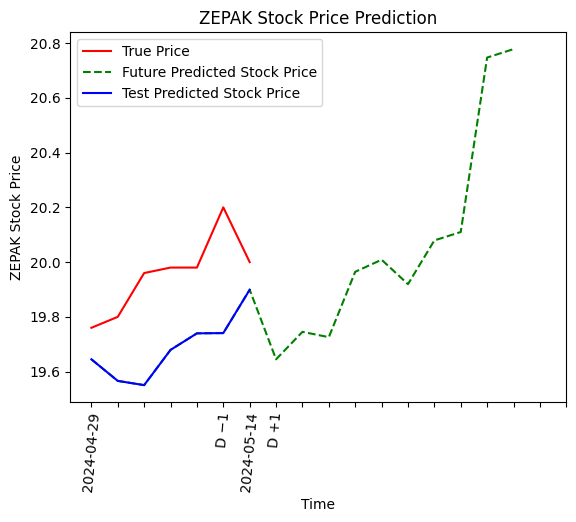 ZEPAK Stock Price Prediction
True Price
Future Predicted Stock Price
Test Predicted Stock Price
ZEPAK Stock Price
20.8
20.6
20.4
20.2
20.0
19.8
19.6
2024-04-29
D −1
2024-05-14
D +1
Time